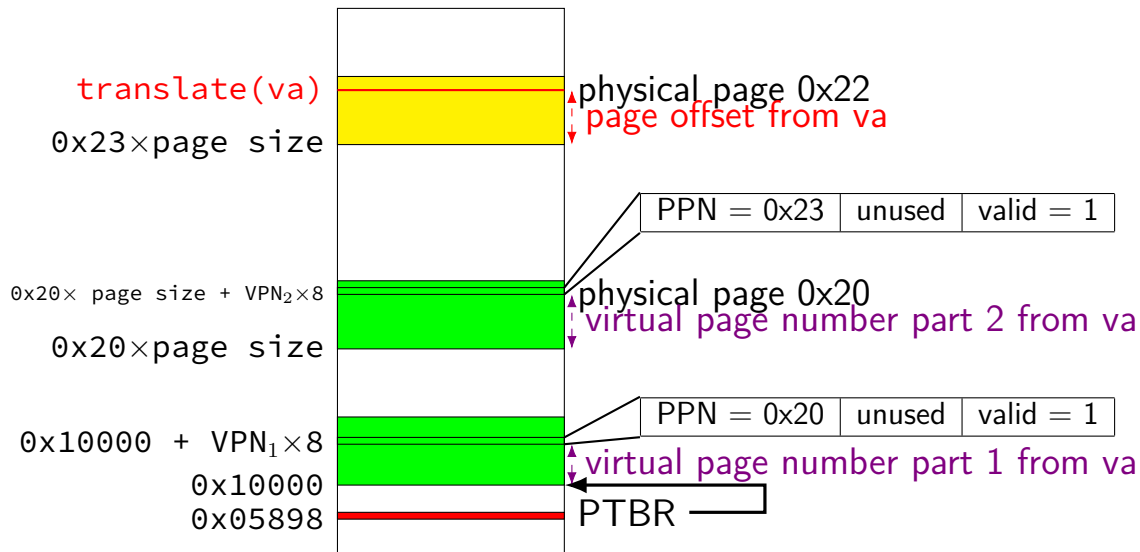 translate(va)
physical page 0x22
page offset from va
0x23×page size
PPN = 0x23 unused valid = 1
0x20× page size + VPN₂×8
physical page 0x20
virtual page number part 2 from va
0x20×page size
PPN = 0x20 unused valid = 1
0x10000 + VPN₁×8
virtual page number part 1 from va
0x10000
PTBR
0x05898